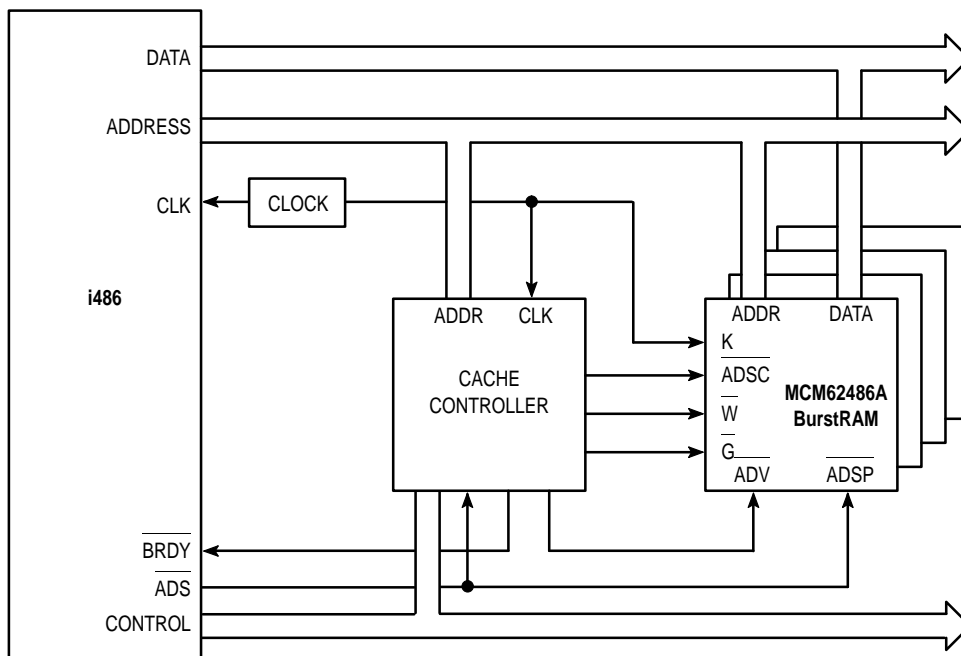 DATA
ADDRESS
CLK
CLOCK
i486
ADDR
CLK
ADDR
DATA
K
CACHE
CONTROLLER
ADSC
MCM62486A
BurstRAM
W
G
ADV
ADSP
BRDY
ADS
CONTROL